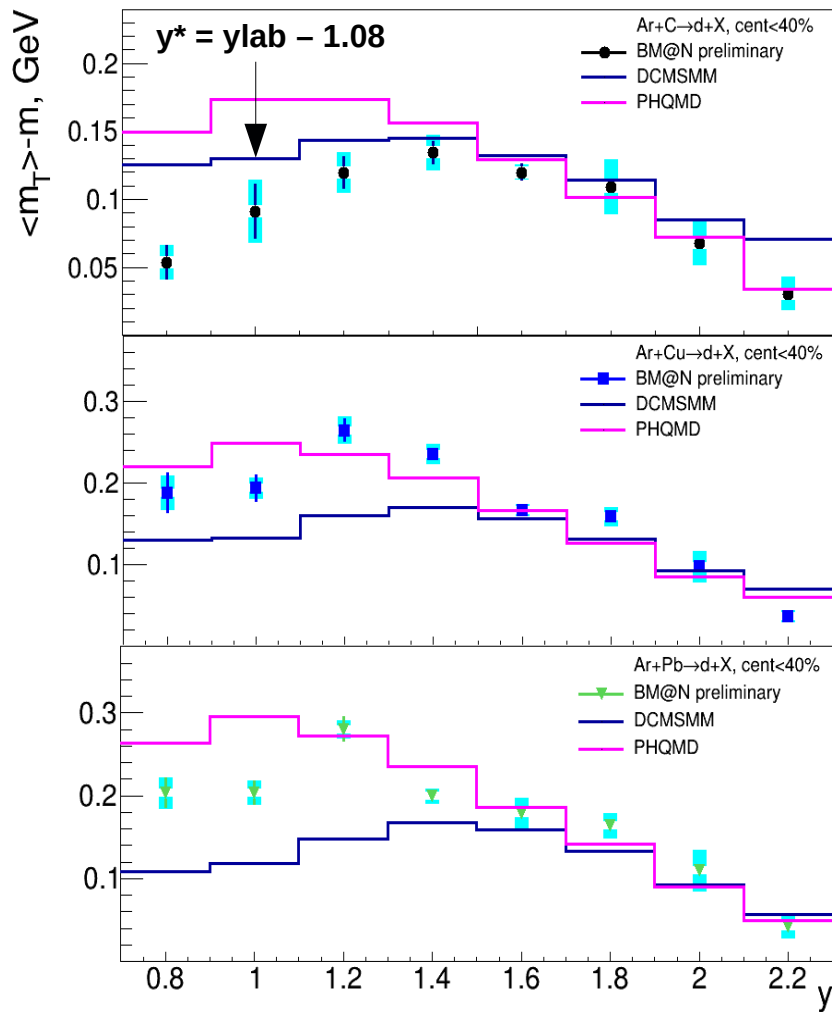 y* = ylab – 1.08
<m_T>-m, GeV
Ar+C→d+X, cent<40%
BM@N preliminary
DCMSMM
PHQMD
0.2
0.15
0.1
0.05
Ar+Cu→d+X, cent<40%
BM@N preliminary
DCMSMM
PHQMD
0.3
0.2
0.1
Ar+Pb→d+X, cent<40%
BM@N preliminary
DCMSMM
PHQMD
0.3
0.2
0.1
0.8 1 1.2 1.4 1.6 1.8 2 2.2
y